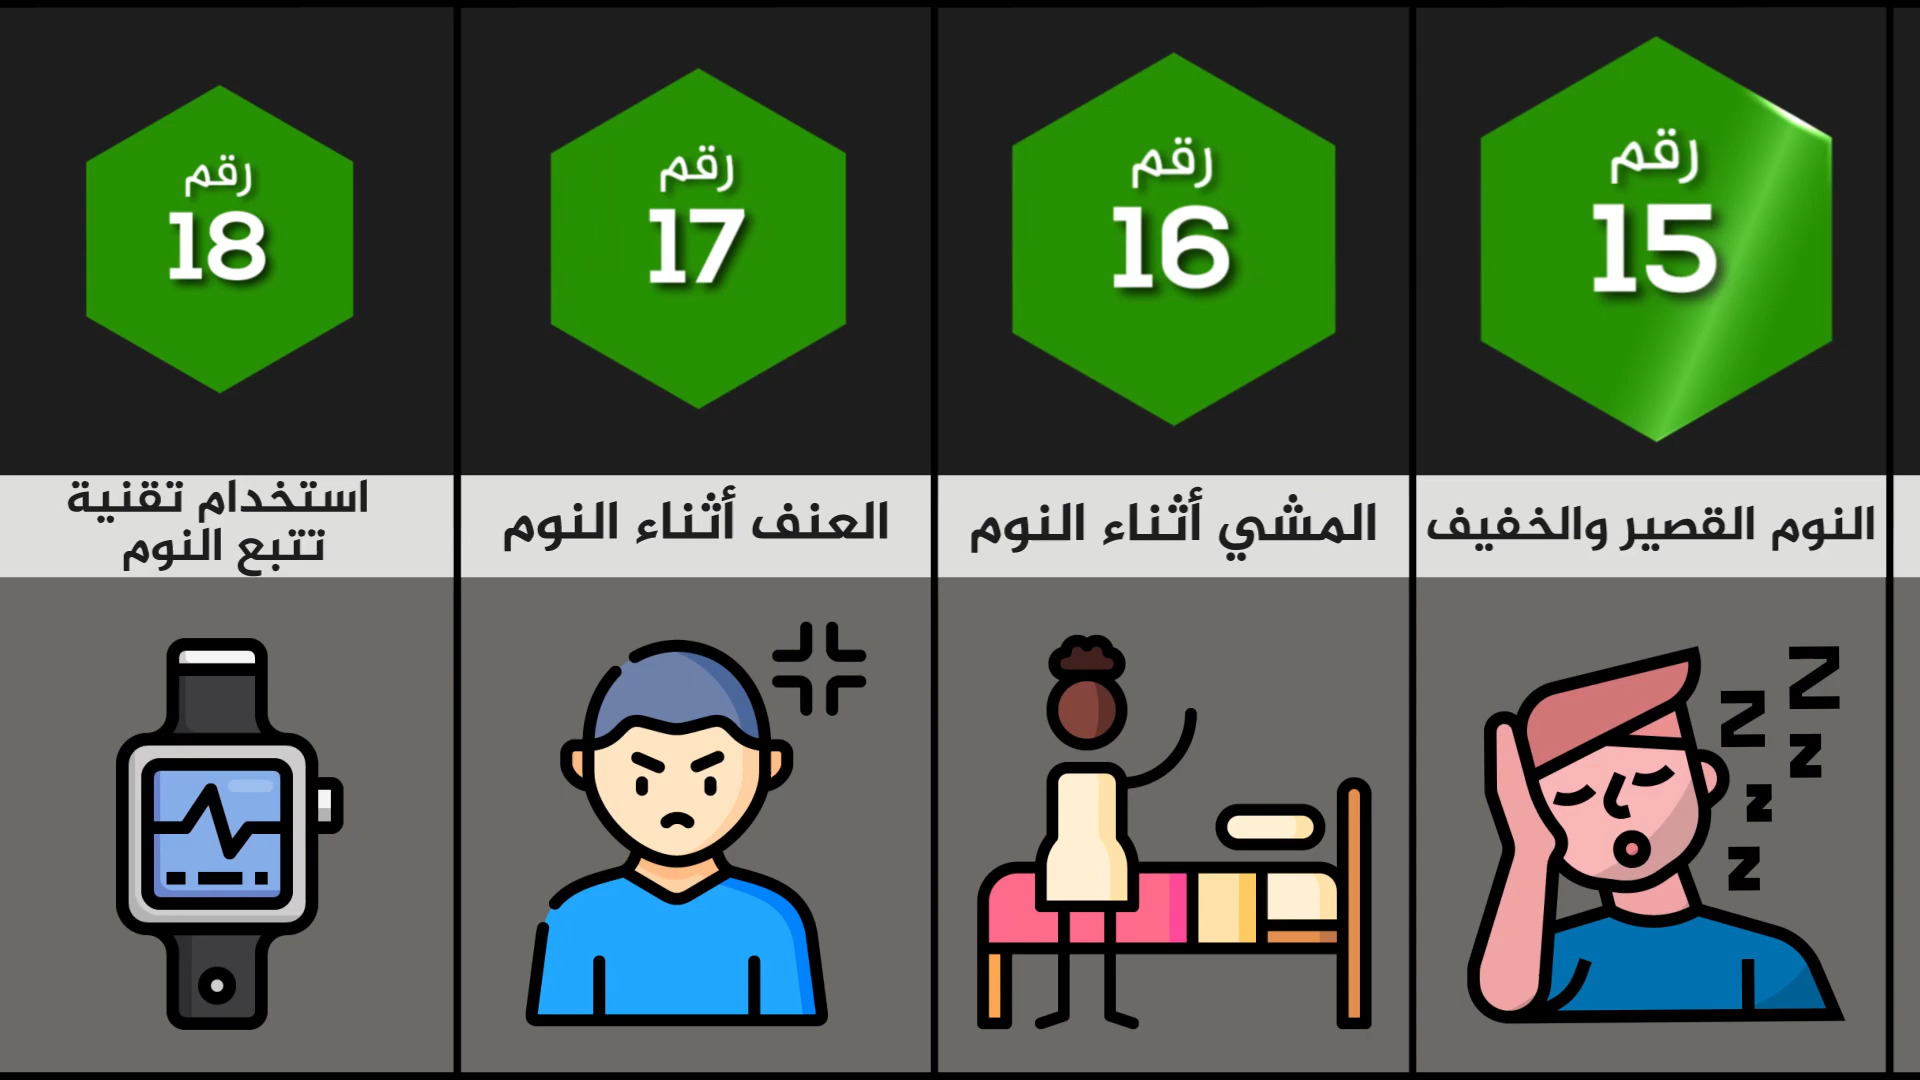 رقم
18
استخدام تقنية
تتبع النوم
رقم
17
العنف أثناء النوم
رقم
16
المشي أثناء النوم
رقم
15
النوم القصير والخفيف